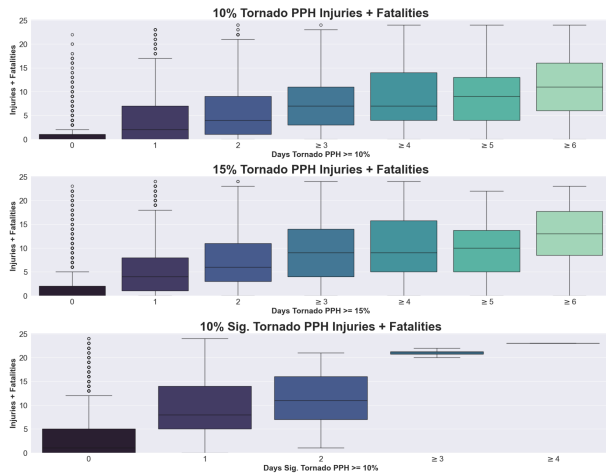 10% Tornado PPH Injuries + Fatalities
Injuries + Fatalities
25
20
15
10
5
0
0 1 2 ≥ 3 ≥ 4 ≥ 5 ≥ 6
Days Tornado PPH >= 10%
15% Tornado PPH Injuries + Fatalities
Injuries + Fatalities
25
20
15
10
5
0
0 1 2 ≥ 3 ≥ 4 ≥ 5 ≥ 6
Days Tornado PPH >= 15%
10% Sig. Tornado PPH Injuries + Fatalities
Injuries + Fatalities
25
20
15
10
5
0
0 1 2 ≥ 3 ≥ 4
Days Sig. Tornado PPH >= 10%